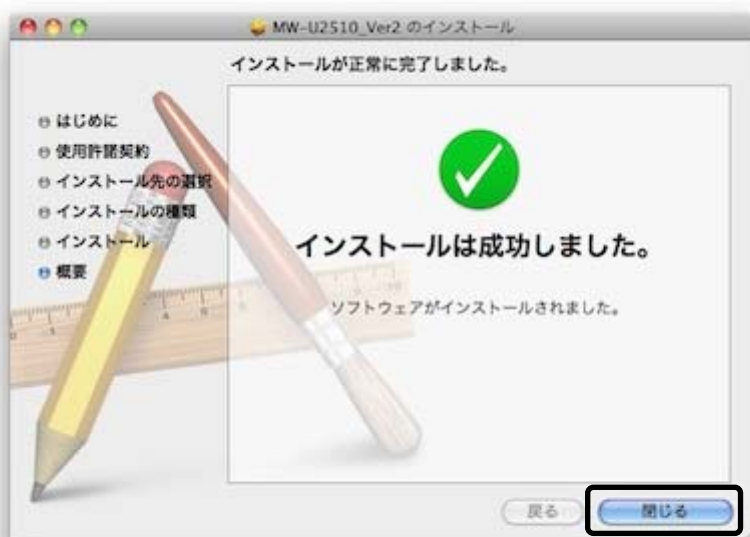 MW-U2510_Ver2 のインストール
インストールが正常に完了しました。
はじめに
使用許諾契約
インストール先の選択
インストールの種類
インストール
概要
インストールは成功しました。
ソフトウェアがインストールされました。
戻る
閉じる